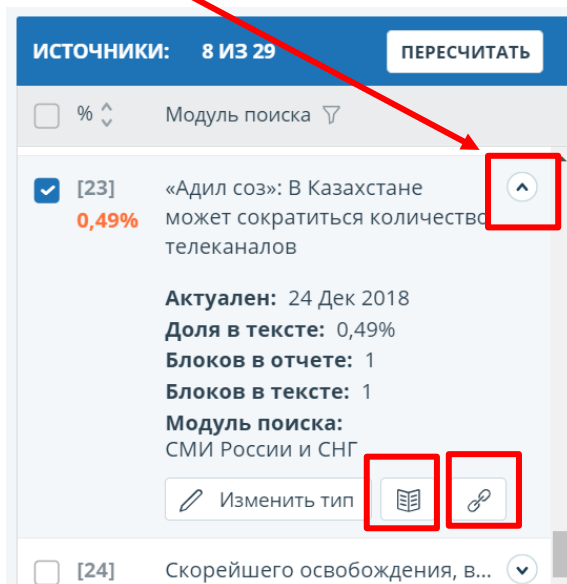 ИСТОЧНИКИ: 8 ИЗ 29 ПЕРЕСЧИТАТЬ
% Модуль поиска
[23] «Адил соз»: В Казахстане
0,49% может сократиться количество
телеканалов
Актуален: 24 Дек 2018
Доля в тексте: 0,49%
Блоков в отчете: 1
Блоков в тексте: 1
Модуль поиска:
СМИ России и СНГ
Изменить тип
[24] Скорейшего освобождения, в...